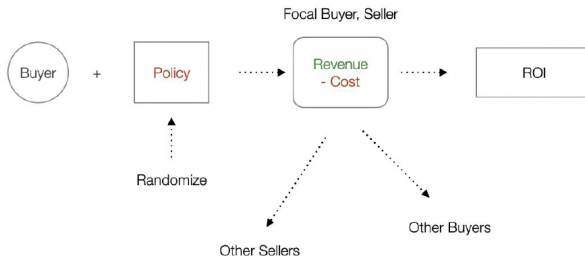 Focal Buyer, Seller
Buyer
+
Policy
Revenue
- Cost
ROI
Randomize
Other Buyers
Other Sellers